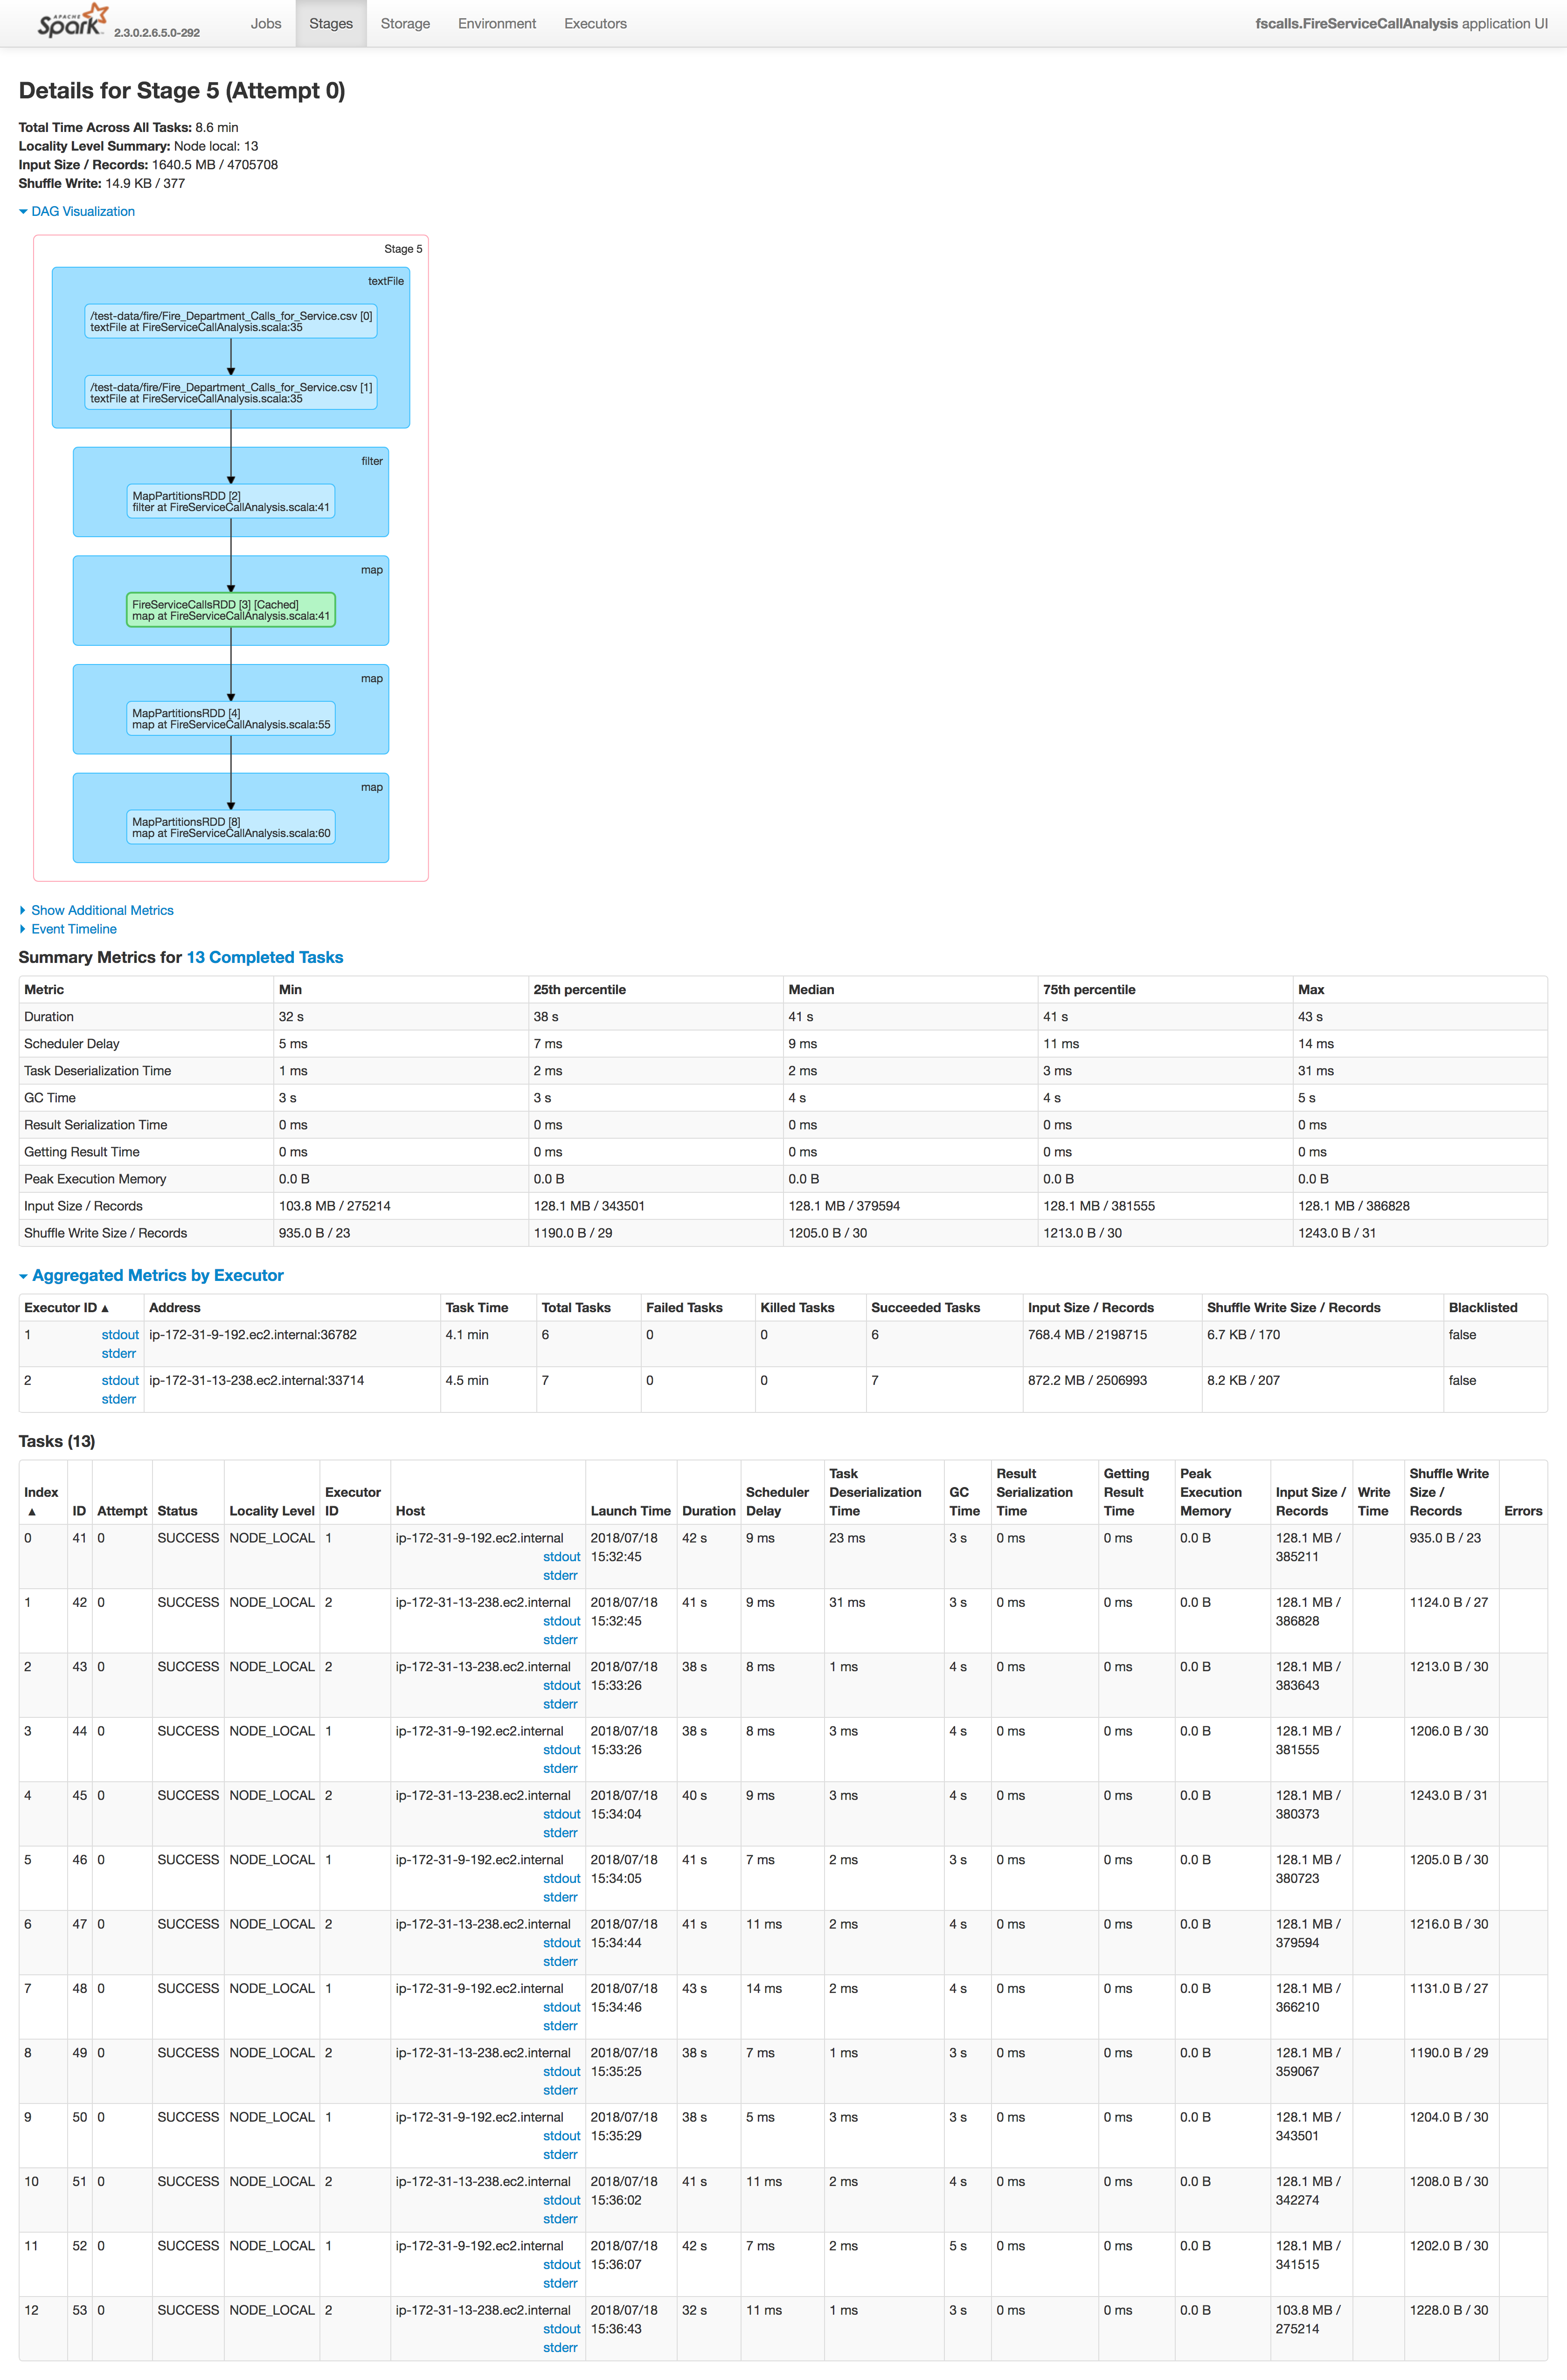 APACHE
Spark 2.3.0.2.6.5.0-292 Jobs Stages Storage Environment Executors fscalls.FireServiceCallAnalysis application UI
Details for Stage 5 (Attempt 0)
Total Time Across All Tasks: 8.6 min
Locality Level Summary: Node local: 13
Input Size / Records: 1640.5 MB / 4705708
Shuffle Write: 14.9 KB / 377
DAG Visualization
Stage 5
textFile
/test-data/fire/Fire_Department_Calls_for_Service.csv [0]
textFile at FireServiceCallAnalysis.scala:35
/test-data/fire/Fire_Department_Calls_for_Service.csv [1]
textFile at FireServiceCallAnalysis.scala:35
filter
MapPartitionsRDD [2]
filter at FireServiceCallAnalysis.scala:41
map
FireServiceCallsRDD [3] [Cached]
map at FireServiceCallAnalysis.scala:41
map
MapPartitionsRDD [4]
map at FireServiceCallAnalysis.scala:55
map
MapPartitionsRDD [8]
map at FireServiceCallAnalysis.scala:60
Show Additional Metrics
Event Timeline
Summary Metrics for 13 Completed Tasks
Metric Min 25th percentile Median 75th percentile Max
Duration 32 s 38 s 41 s 41 s 43 s
Scheduler Delay 5 ms 7 ms 9 ms 11 ms 14 ms
Task Deserialization Time 1 ms 2 ms 2 ms 3 ms 31 ms
GC Time 3 s 3 s 4 s 4 s 5 s
Result Serialization Time 0 ms 0 ms 0 ms 0 ms 0 ms
Getting Result Time 0 ms 0 ms 0 ms 0 ms 0 ms
Peak Execution Memory 0.0 B 0.0 B 0.0 B 0.0 B 0.0 B
Input Size / Records 103.8 MB / 275214 128.1 MB / 343501 128.1 MB / 379594 128.1 MB / 381555 128.1 MB / 386828
Shuffle Write Size / Records 935.0 B / 23 1190.0 B / 29 1205.0 B / 30 1213.0 B / 30 1243.0 B / 31
Aggregated Metrics by Executor
Executor ID ▲ Address Task Time Total Tasks Failed Tasks Killed Tasks Succeeded Tasks Input Size / Records Shuffle Write Size / Records Blacklisted
1 stdout ip-172-31-9-192.ec2.internal:36782 4.1 min 6 0 0 6 768.4 MB / 2198715 6.7 KB / 170 false
stderr
2 stdout ip-172-31-13-238.ec2.internal:33714 4.5 min 7 0 0 7 872.2 MB / 2506993 8.2 KB / 207 false
stderr
Tasks (13)
Task Result Getting Peak Shuffle Write
Index Executor Scheduler Deserialization GC Serialization Result Execution Input Size / Write Size /
▲ ID Attempt Status Locality Level ID Host Launch Time Duration Delay Time Time Time Time Memory Records Time Records Errors
0 41 0 SUCCESS NODE_LOCAL 1 ip-172-31-9-192.ec2.internal 2018/07/18 42 s 9 ms 23 ms 3 s 0 ms 0 ms 0.0 B 128.1 MB / 935.0 B / 23
stdout 15:32:45 385211
stderr
1 42 0 SUCCESS NODE_LOCAL 2 ip-172-31-13-238.ec2.internal 2018/07/18 41 s 9 ms 31 ms 3 s 0 ms 0 ms 0.0 B 128.1 MB / 1124.0 B / 27
stdout 15:32:45 386828
stderr
2 43 0 SUCCESS NODE_LOCAL 2 ip-172-31-13-238.ec2.internal 2018/07/18 38 s 8 ms 1 ms 4 s 0 ms 0 ms 0.0 B 128.1 MB / 1213.0 B / 30
stdout 15:33:26 383643
stderr
3 44 0 SUCCESS NODE_LOCAL 1 ip-172-31-9-192.ec2.internal 2018/07/18 38 s 8 ms 3 ms 4 s 0 ms 0 ms 0.0 B 128.1 MB / 1206.0 B / 30
stdout 15:33:26 381555
stderr
4 45 0 SUCCESS NODE_LOCAL 2 ip-172-31-13-238.ec2.internal 2018/07/18 40 s 9 ms 3 ms 4 s 0 ms 0 ms 0.0 B 128.1 MB / 1243.0 B / 31
stdout 15:34:04 380373
stderr
5 46 0 SUCCESS NODE_LOCAL 1 ip-172-31-9-192.ec2.internal 2018/07/18 41 s 7 ms 2 ms 3 s 0 ms 0 ms 0.0 B 128.1 MB / 1205.0 B / 30
stdout 15:34:05 380723
stderr
6 47 0 SUCCESS NODE_LOCAL 2 ip-172-31-13-238.ec2.internal 2018/07/18 41 s 11 ms 2 ms 4 s 0 ms 0 ms 0.0 B 128.1 MB / 1216.0 B / 30
stdout 15:34:44 379594
stderr
7 48 0 SUCCESS NODE_LOCAL 1 ip-172-31-9-192.ec2.internal 2018/07/18 43 s 14 ms 2 ms 4 s 0 ms 0 ms 0.0 B 128.1 MB / 1131.0 B / 27
stdout 15:34:46 366210
stderr
8 49 0 SUCCESS NODE_LOCAL 2 ip-172-31-13-238.ec2.internal 2018/07/18 38 s 7 ms 1 ms 3 s 0 ms 0 ms 0.0 B 128.1 MB / 1190.0 B / 29
stdout 15:35:25 359067
stderr
9 50 0 SUCCESS NODE_LOCAL 1 ip-172-31-9-192.ec2.internal 2018/07/18 38 s 5 ms 3 ms 3 s 0 ms 0 ms 0.0 B 128.1 MB / 1204.0 B / 30
stdout 15:35:29 343501
stderr
10 51 0 SUCCESS NODE_LOCAL 2 ip-172-31-13-238.ec2.internal 2018/07/18 41 s 11 ms 2 ms 4 s 0 ms 0 ms 0.0 B 128.1 MB / 1208.0 B / 30
stdout 15:36:02 342274
stderr
11 52 0 SUCCESS NODE_LOCAL 1 ip-172-31-9-192.ec2.internal 2018/07/18 42 s 7 ms 2 ms 5 s 0 ms 0 ms 0.0 B 128.1 MB / 1202.0 B / 30
stdout 15:36:07 341515
stderr
12 53 0 SUCCESS NODE_LOCAL 2 ip-172-31-13-238.ec2.internal 2018/07/18 32 s 11 ms 1 ms 3 s 0 ms 0 ms 0.0 B 103.8 MB / 1228.0 B / 30
stdout 15:36:43 275214
stderr